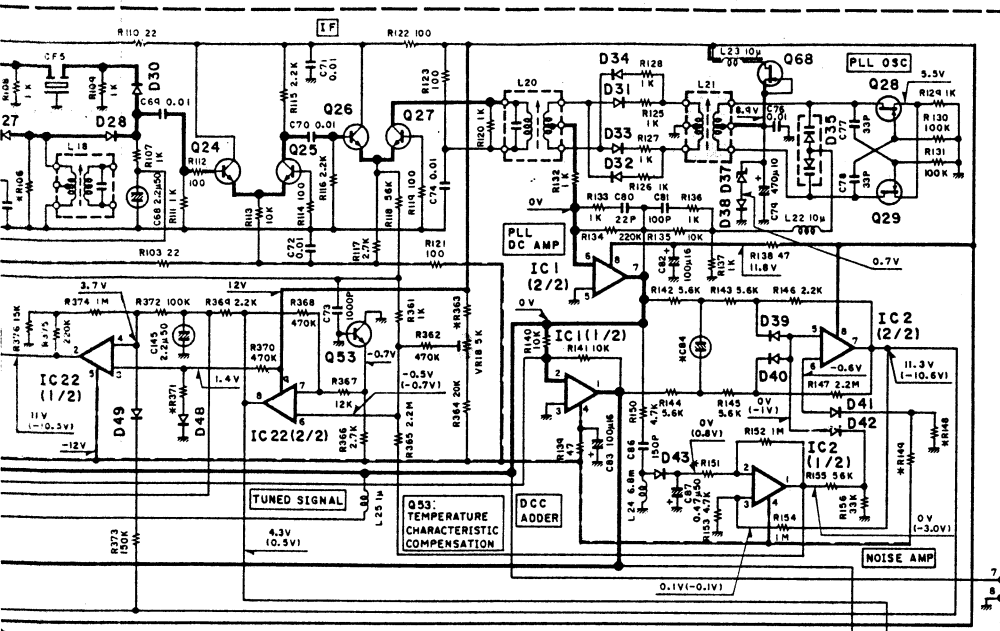 IF
R110 22
R122 100
CF5
R108
1K
R109
1K
D30
C69 0.01
R115 2.2K
C71
0.01
Q26
Q27
R123
100
L20
D34
R128
1K
D31
R125
1K
D33
R127
1K
D32
R126 1K
L21
L23 10μ
Q68
PLL OSC
Q28
5.5V
R129 1K
R130
100K
R131
100K
8.9V
C76
0.01
D35
C77
33P
C78
33P
Q29
27
D28
R107
1K
L18
Q24
C70 0.01
Q25
R112
100
R120 1K
R106
C68 2.2μ50
R111 1K
R113
10K
R114 100
R116 2.2K
R118 56K
R119 100
C74 0.01
R132
1K
D37
D38
C79
470μ10
L22 10μ
0V
R133
1K
C80
22P
C81
100P
R136
1K
PLL
DC AMP
R134
220K
R135
10K
R137
1K
R138 47
11.8V
0.7V
R103 22
C72
0.01
R117
2.7K
R121
100
IC1
(2/2)
6
5
8
7
C82
100μ16
3.7V
R374 1M
R372 100K
R364 2.2K
12V
R368
470K
C73
1000P
R361
1K
*R363
R362
470K
VR18 5K
0V
IC1(1/2)
R140
10K
R141 10K
R142 5.6K
R143 5.6K
R146 2.2K
D39
IC2
(2/2)
R376 15K
R375
220K
C145
2.2μ50
R370
470K
Q53
-0.7V
-0.5V
(-0.7V)
*C84
D40
-0.6V
11.3V
(-10.6V)
2
4
5
3
IC22
(1/2)
*R371
1.4V
R367
12K
IC22(2/2)
R366
2.7K
R365 2.2M
R364 20K
R144
5.6K
R145
5.6K
0V
(-1V)
R147 2.2M
D41
D42
11V
(-10.5V)
-12V
D49
D48
R139
47
C83 100μ16
R150
4.7K
C86
150P
D43
0V
(0.8V)
R152 1M
IC2
(1/2)
*R149
*R148
TUNED SIGNAL
L25 1μ
Q53:
TEMPERATURE
CHARACTERISTIC
COMPENSATION
DCC
ADDER
L24 6.8m
*R151
C87
0.47μ50
R153 4.7K
R154
1M
R155 56K
R156
33K
0V
(-3.0V)
R373
150K
4.3V
(0.5V)
NOISE AMP
0.1V(-0.1V)
7
8